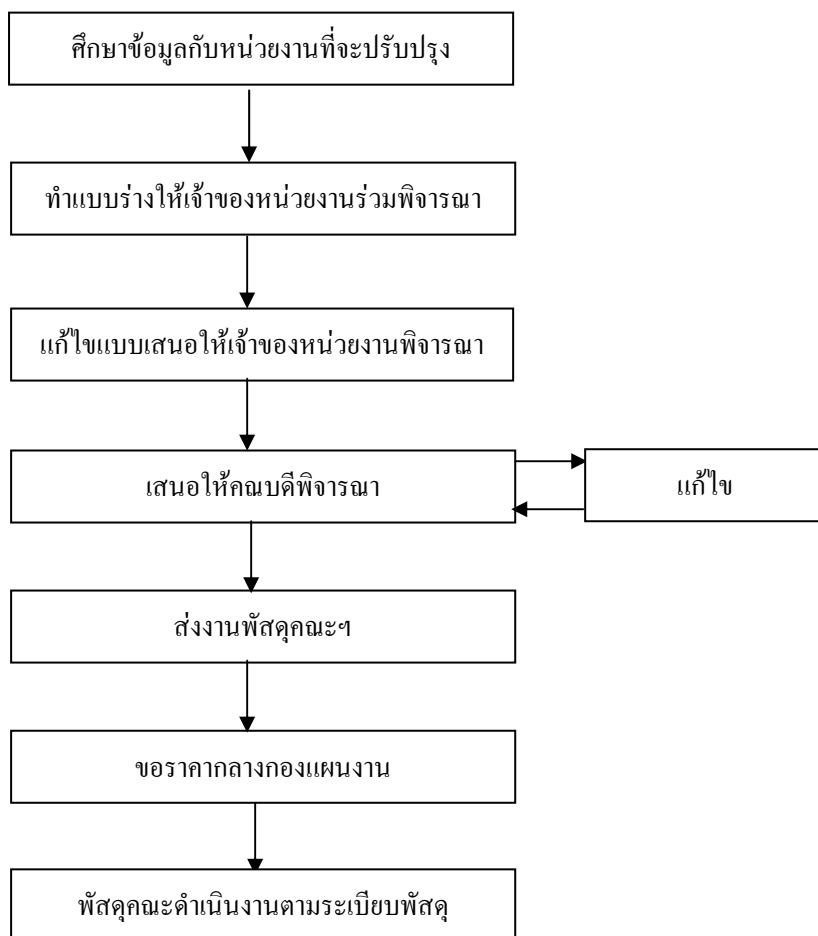 ศึกษาข้อมูลกับหน่วยงานที่จะปรับปรุง
ทำแบบร่างให้เจ้าของหน่วยงานร่วมพิจารณา
แก้ไขแบบเสนอให้เจ้าของหน่วยงานพิจารณา
เสนอให้คณบดีพิจารณา
แก้ไข
ส่งงานพัสดุคณะฯ
ขอราคากลางกองแผนงาน
พัสดุคณะดำเนินงานตามระเบียบพัสดุ